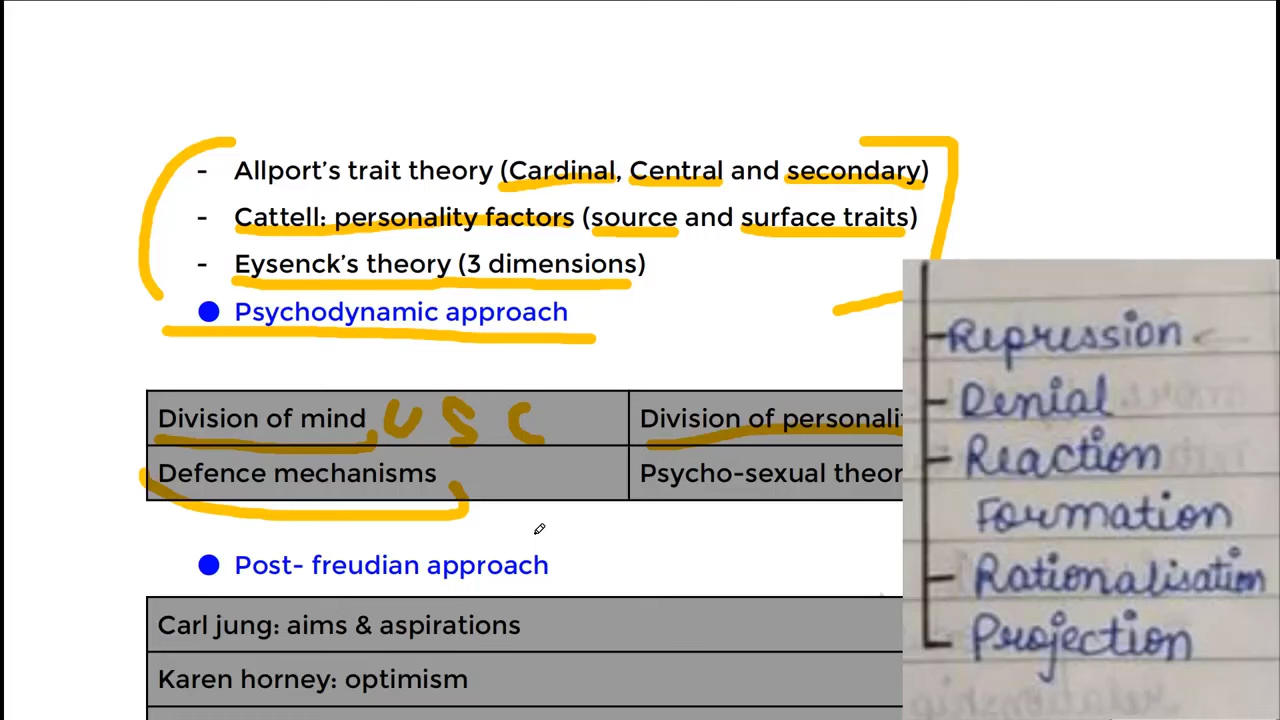 - Allport’s trait theory (Cardinal, Central and secondary)
- Cattell: personality factors (source and surface traits)
- Eysenck’s theory (3 dimensions)
● Psychodynamic approach
Division of mind U S C
Division of personali
Defence mechanisms
Psycho-sexual theor
● Post- freudian approach
Carl jung: aims & aspirations
Karen horney: optimism
Repression
Denial
Reaction
Formation
Rationalisation
Projection